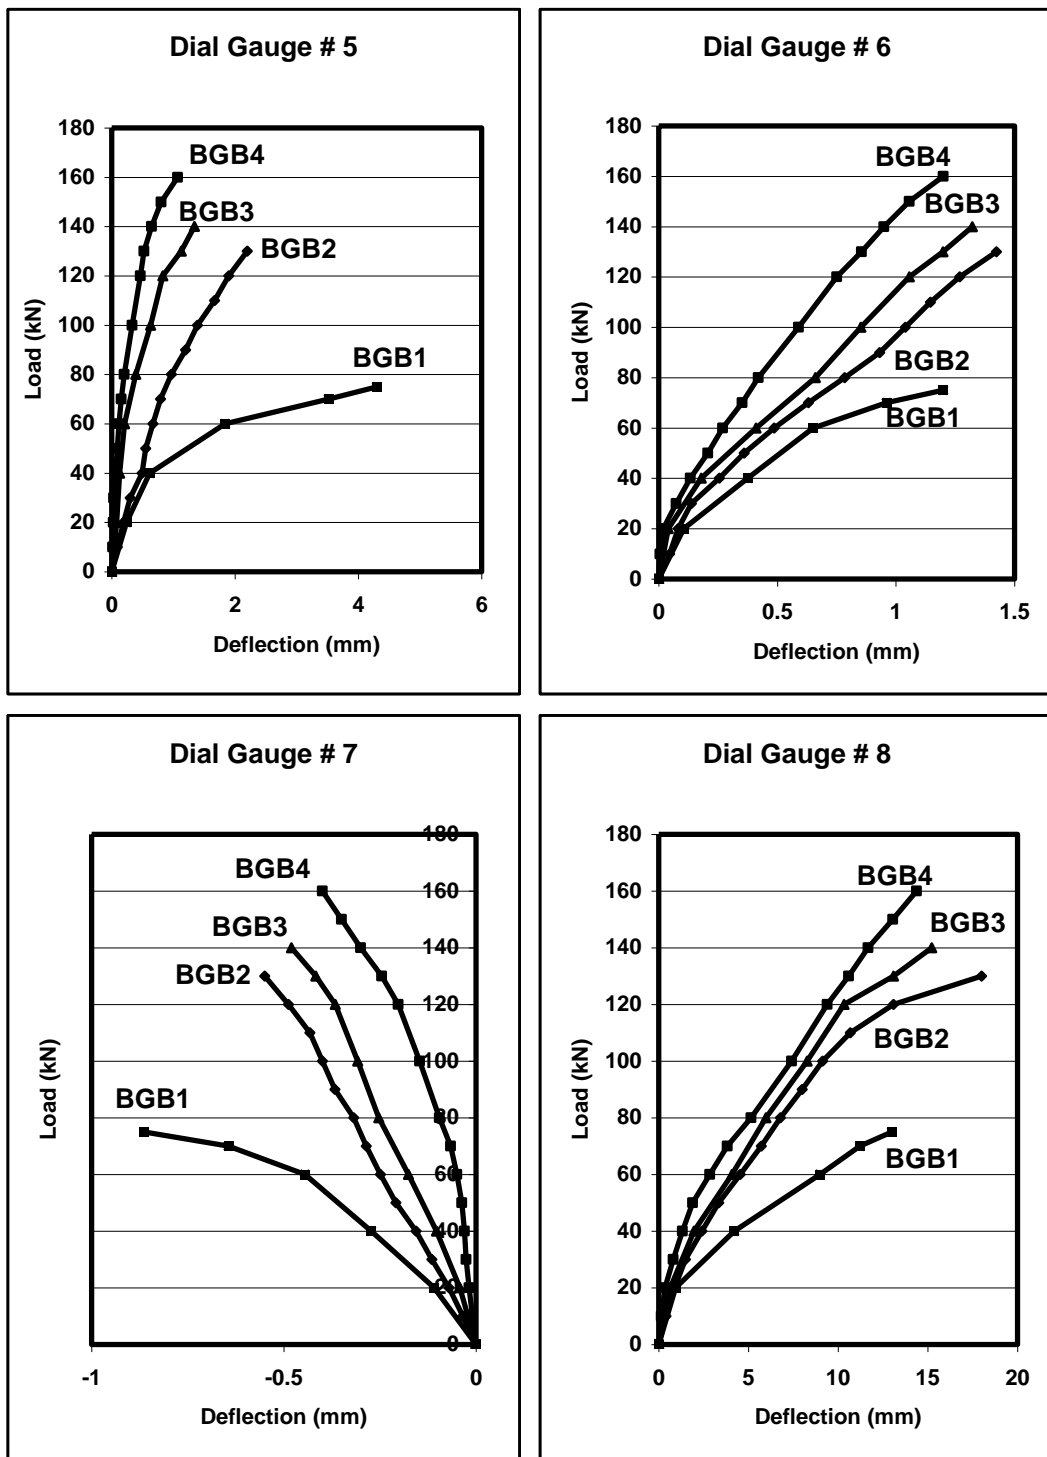 Dial Gauge # 5
180
160
140
120
100
80
60
40
20
0
Load (kN)
BGB4
BGB3
BGB2
BGB1
0 2 4 6
Deflection (mm)
Dial Gauge # 6
180
160
140
120
100
80
60
40
20
0
Load (kN)
BGB4
BGB3
BGB2
BGB1
0 0.5 1 1.5
Deflection (mm)
Dial Gauge # 7
180
160
140
120
100
80
60
40
20
0
Load (kN)
BGB4
BGB3
BGB2
BGB1
-1 -0.5 0
Deflection (mm)
Dial Gauge # 8
180
160
140
120
100
80
60
40
20
0
Load (kN)
BGB4
BGB3
BGB2
BGB1
0 5 10 15 20
Deflection (mm)